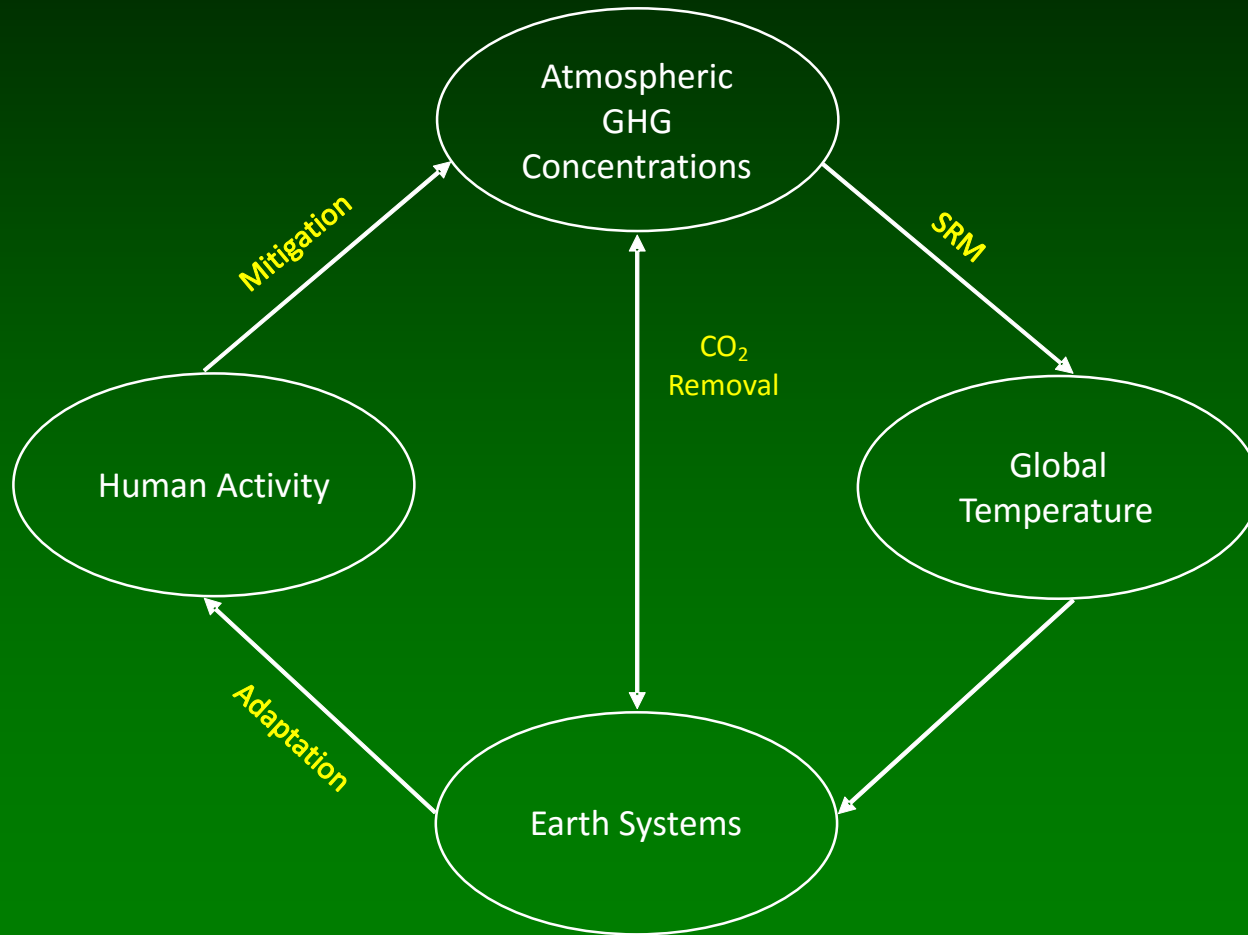 Atmospheric
GHG
Concentrations
Mitigation
SRM
CO₂
Removal
Human Activity
Global
Temperature
Adaptation
Earth Systems